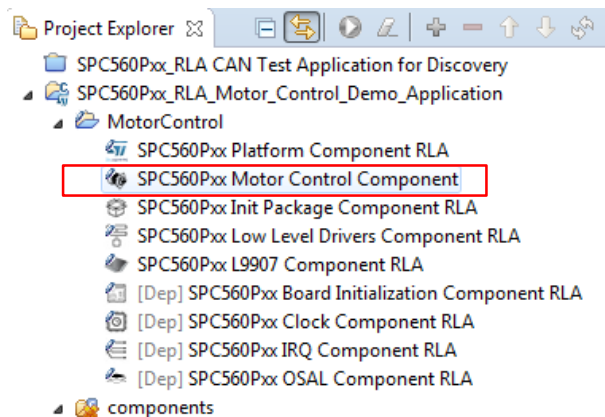 Project Explorer
SPC560Pxx_RLA CAN Test Application for Discovery
SPC560Pxx_RLA_Motor_Control_Demo_Application
MotorControl
SPC560Pxx Platform Component RLA
SPC560Pxx Motor Control Component
SPC560Pxx Init Package Component RLA
SPC560Pxx Low Level Drivers Component RLA
SPC560Pxx L9907 Component RLA
[Dep] SPC560Pxx Board Initialization Component RLA
[Dep] SPC560Pxx Clock Component RLA
[Dep] SPC560Pxx IRQ Component RLA
[Dep] SPC560Pxx OSAL Component RLA
components